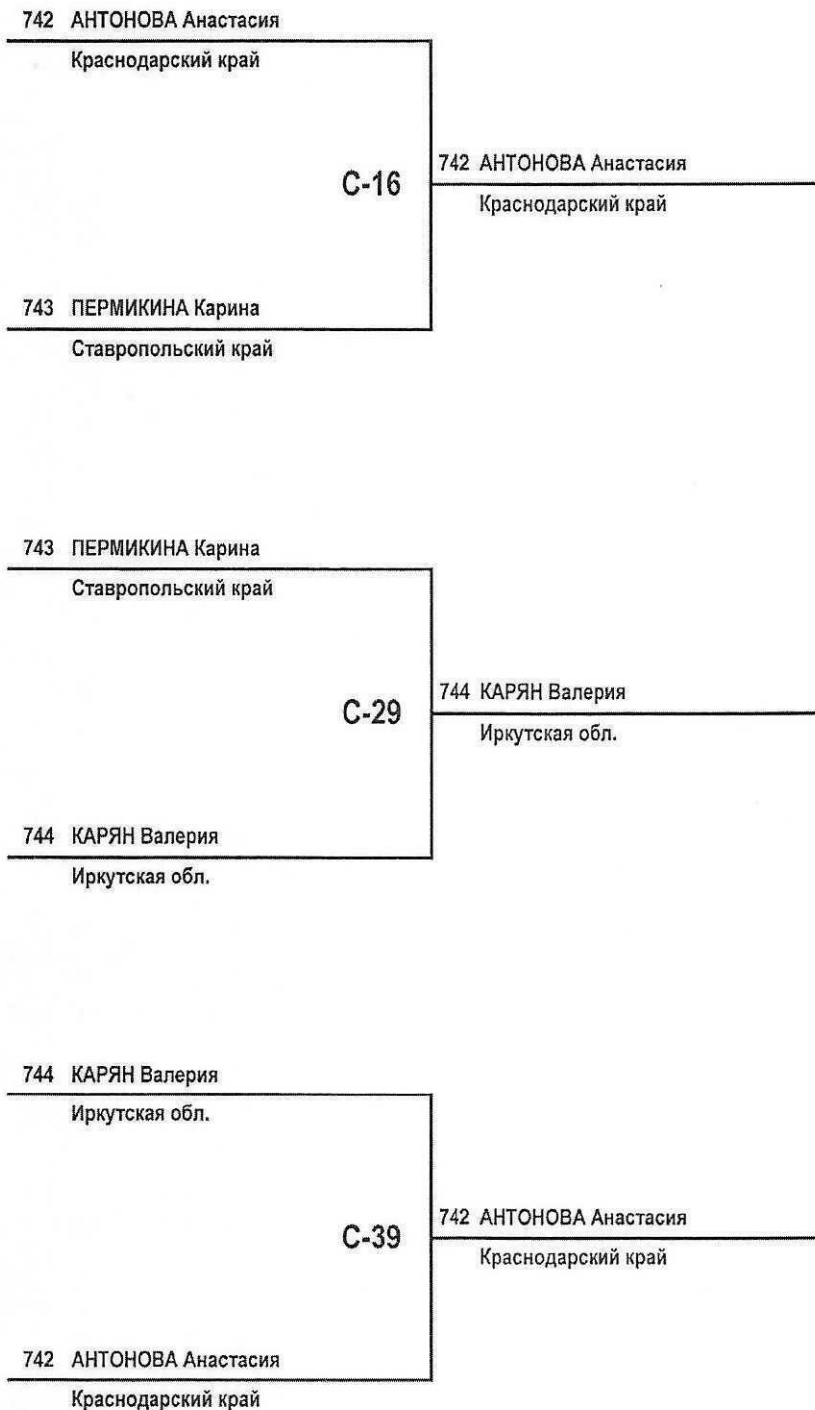 742 АНТОНОВА Анастасия
Краснодарский край
С-16
742 АНТОНОВА Анастасия
Краснодарский край
743 ПЕРМИКИНА Карина
Ставропольский край
743 ПЕРМИКИНА Карина
Ставропольский край
С-29
744 КАРЯН Валерия
Иркутская обл.
744 КАРЯН Валерия
Иркутская обл.
744 КАРЯН Валерия
Иркутская обл.
С-39
742 АНТОНОВА Анастасия
Краснодарский край
742 АНТОНОВА Анастасия
Краснодарский край